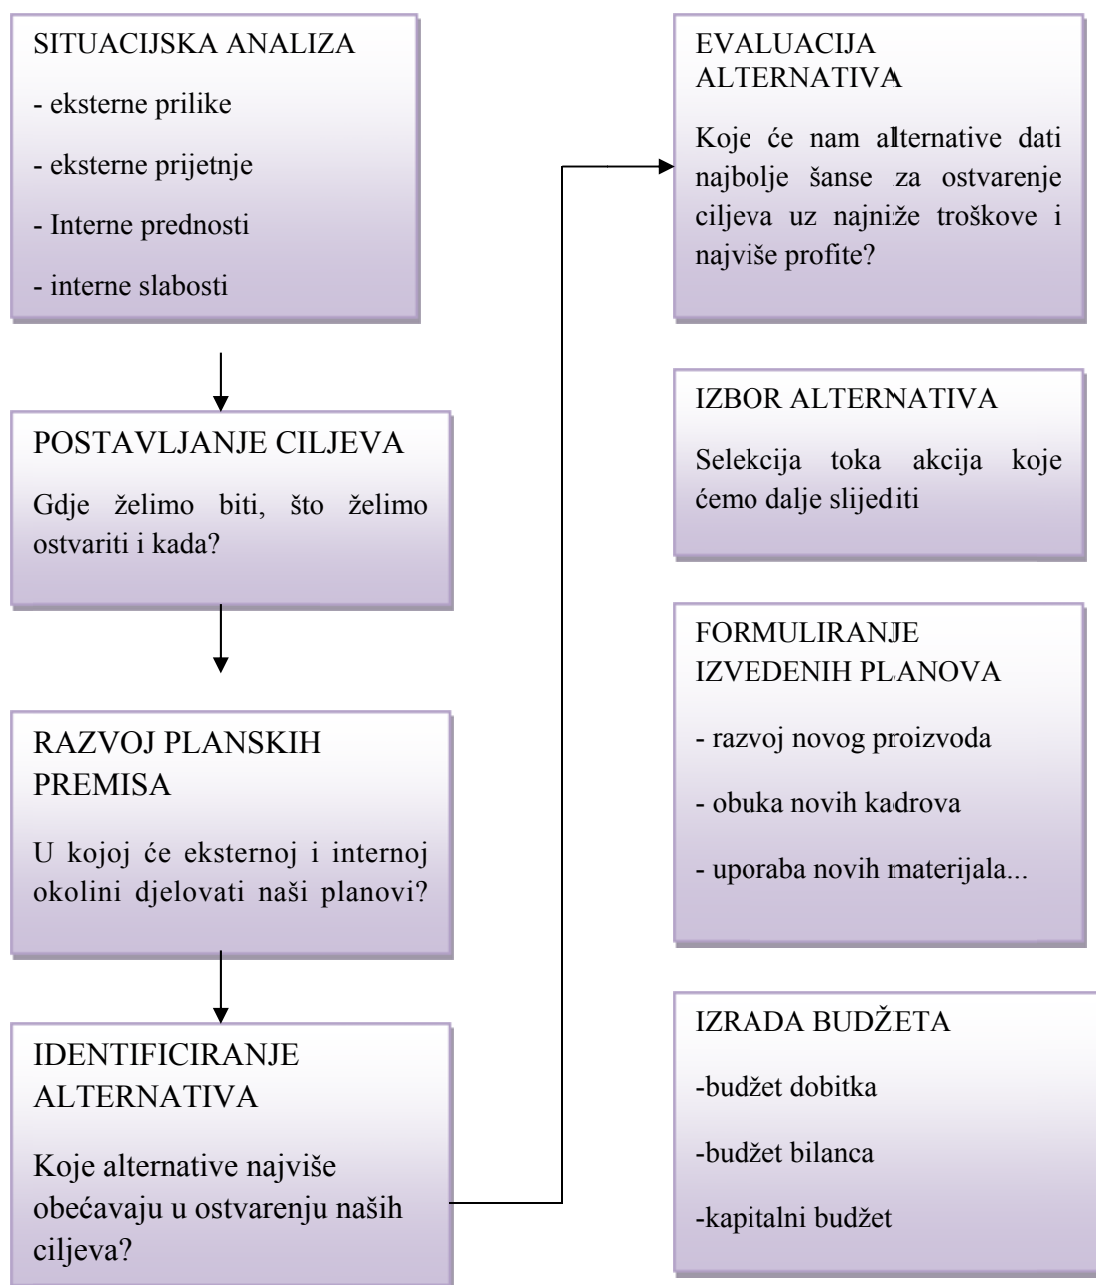 SITUACIJSKA ANALIZA
- eksterne prilike
- eksterne prijetnje
- Interne prednosti
- interne slabosti
POSTAVLJANJE CILJEVA
Gdje želimo biti, što želimo
ostvariti i kada?
RAZVOJ PLANSKIH
PREMISA
U kojoj će eksternoj i internoj
okolini djelovati naši planovi?
IDENTIFICIRANJE
ALTERNATIVA
Koje alternative najviše
obećavaju u ostvarenju naših
ciljeva?
EVALUACIJA
ALTERNATIVA
Koje će nam alternative dati
najbolje šanse za ostvarenje
ciljeva uz najniže troškove i
najviše profite?
IZBOR ALTERNATIVA
Selekcija toka akcija koje
ćemo dalje slijediti
FORMULIRANJE
IZVEDENIH PLANOVA
- razvoj novog proizvoda
- obuka novih kadrova
- uporaba novih materijala...
IZRADA BUDŽETA
-budžet dobitka
-budžet bilanca
-kapitalni budžet